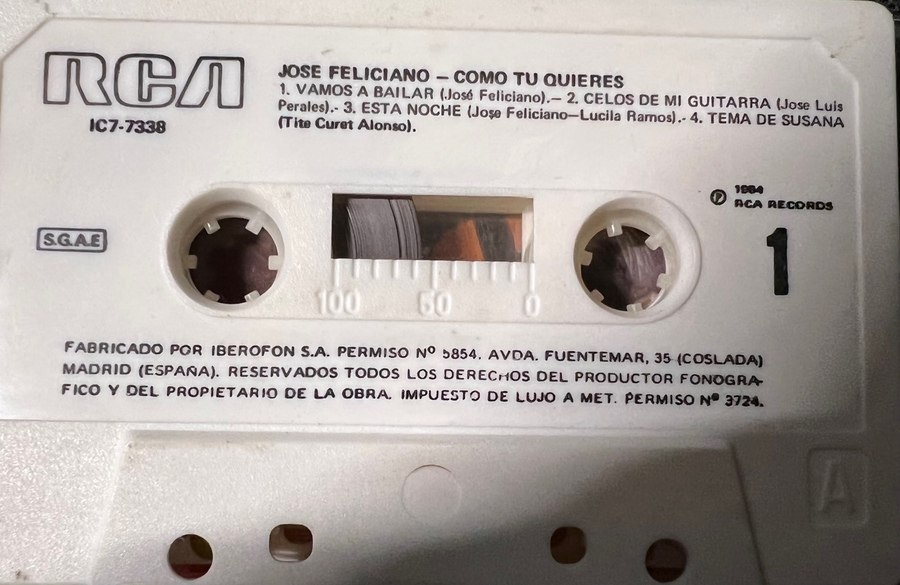 RCA
IC7-7338
JOSE FELICIANO – COMO TU QUIERES
1. VAMOS A BAILAR (José Feliciano).– 2. CELOS DE MI GUITARRA (Jose Luis
Perales).- 3. ESTA NOCHE (Jose Feliciano–Lucila Ramos).- 4. TEMA DE SUSANA
(Tite Curet Alonso).
Ⓟ 1984
RCA RECORDS
S.G.A.E
1
100 50 0
FABRICADO POR IBEROFON S.A. PERMISO Nº 5854. AVDA. FUENTEMAR, 35 (COSLADA)
MADRID (ESPAÑA). RESERVADOS TODOS LOS DERECHOS DEL PRODUCTOR FONOGRA-
FICO Y DEL PROPIETARIO DE LA OBRA. IMPUESTO DE LUJO A MET. PERMISO Nº 3724.
A